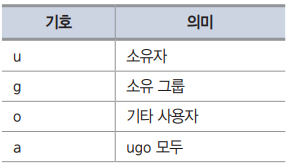 기호 의미
u 소유자
g 소유 그룹
o 기타 사용자
a ugo 모두